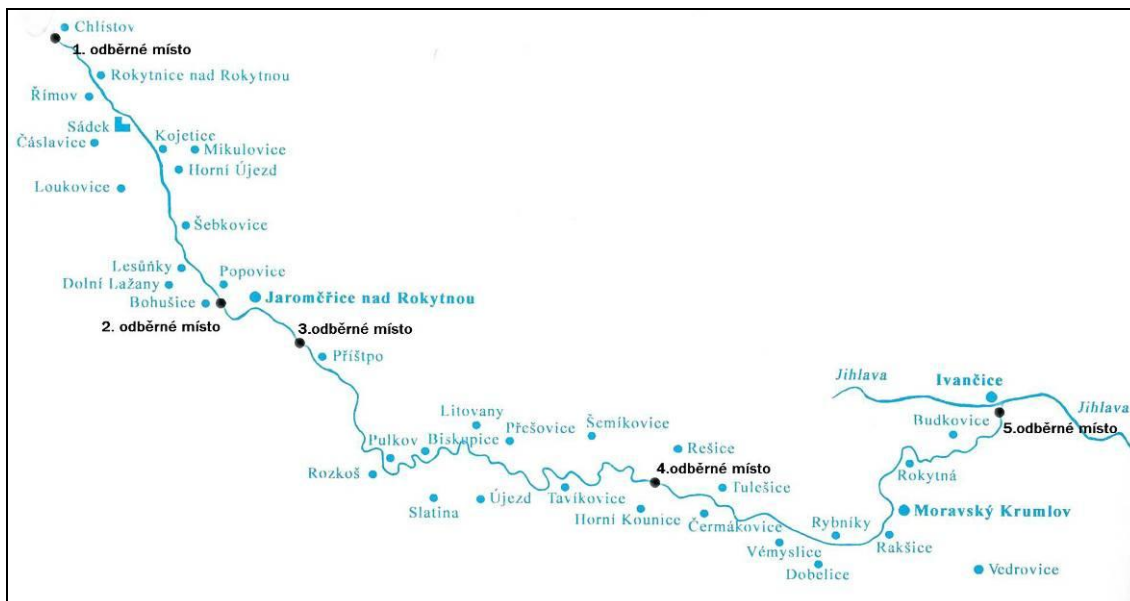 Chlístov
1. odběrné místo
Rokytnice nad Rokytnou
Římov
Sádek
Čáslavice
Kojetice
Mikulovice
Horní Újezd
Loukovice
Šebkovice
Lesůňky
Popovice
Dolní Lažany
Jaroměřice nad Rokytnou
Bohušice
2. odběrné místo
3.odběrné místo
Příštpo
Jihlava
Ivančice
Jihlava
Litovany
Přešovice
Šemíkovice
Budkovice
5.odběrné místo
Pulkov
Biskupice
Rešice
Rozkoš
4.odběrné místo
Rokytná
Tulešice
Slatina
Újezd
Tavíkovice
Horní Kounice
Čermákovice
Moravský Krumlov
Rybníky
Rakšice
Vémyslice
Dobelice
Vedrovice